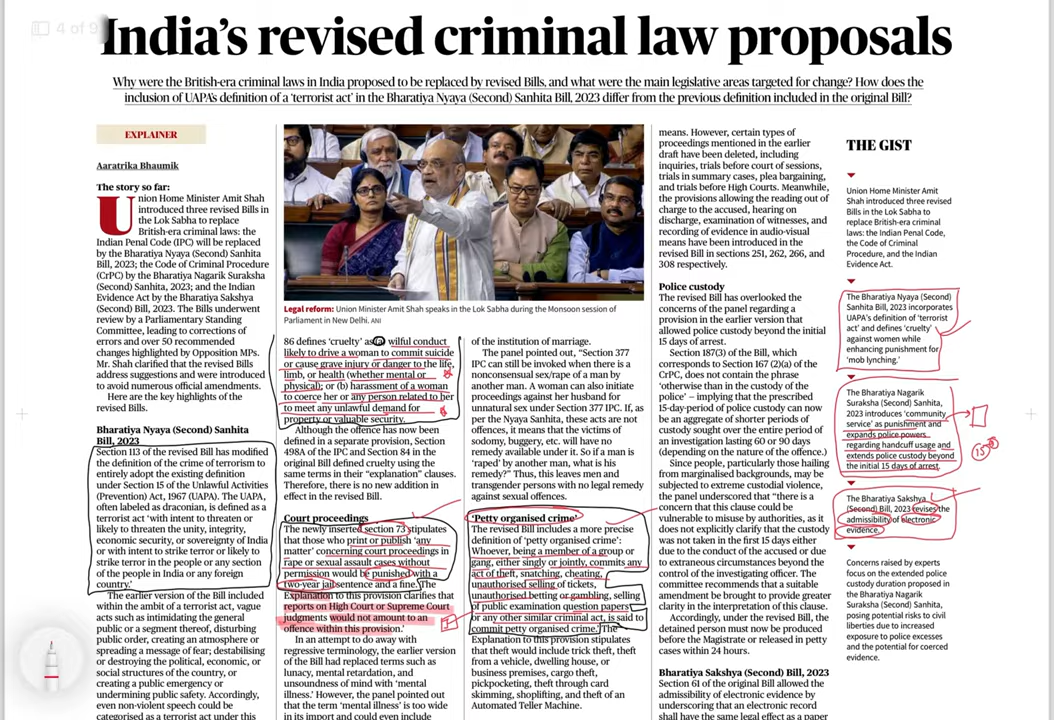 4 of 9
India's revised criminal law proposals
Why were the British-era criminal laws in India proposed to be replaced by revised Bills, and what were the main legislative areas targeted for change? How does the
inclusion of UAPA's definition of a 'terrorist act' in the Bharatiya Nyaya (Second) Sanhita Bill, 2023 differ from the previous definition included in the original Bill?
EXPLAINER
Aaratrika Bhaumik
The story so far:
Union Home Minister Amit Shah
introduced three revised Bills in
the Lok Sabha to replace
British-era criminal laws: the
Indian Penal Code (IPC) will be replaced
by the Bharatiya Nyaya (Second) Sanhita
Bill, 2023; the Code of Criminal Procedure
(CrPC) by the Bharatiya Nagarik Suraksha
(Second) Sanhita, 2023; and the Indian
Evidence Act by the Bharatiya Sakshya
(Second) Bill, 2023. The Bills underwent
review by a Parliamentary Standing
Committee, leading to corrections of
errors and over 50 recommended
changes highlighted by Opposition MPs.
Mr. Shah clarified that the revised Bills
address suggestions and were introduced
to avoid numerous official amendments.
Here are the key highlights of the
revised Bills.
Bharatiya Nyaya (Second) Sanhita
Bill, 2023
Section 113 of the revised Bill has modified
the definition of the crime of terrorism to
entirely adopt the existing definition
under Section 15 of the Unlawful Activities
(Prevention) Act, 1967 (UAPA). The UAPA,
often labelled as draconian, is defined as a
terrorist act 'with intent to threaten or
likely to threaten the unity, integrity,
economic security, or sovereignty of India
or with intent to strike terror or likely to
strike terror in the people or any section
of the people in India or any foreign
country.'
The earlier version of the Bill included
within the ambit of a terrorist act, vague
acts such as intimidating the general
public or a segment thereof, disturbing
public order, creating an atmosphere or
spreading a message of fear; destabilising
or destroying the political, economic, or
social structures of the country, or
creating a public emergency or
undermining public safety. Accordingly,
even non-violent speech could be
categorised as a terrorist act under this
Legal reform: Union Minister Amit Shah speaks in the Lok Sabha during the Monsoon session of
Parliament in New Delhi. ANI
86 defines 'cruelty' as (a) wilful conduct
likely to drive a woman to commit suicide
or cause grave injury or danger to the life,
limb, or health (whether mental or
physical); or (b) harassment of a woman
to coerce her or any person related to her
to meet any unlawful demand for
property or valuable security.
Although the offence has now been
defined in a separate provision, Section
498A of the IPC and Section 84 in the
original Bill defined cruelty using the
same terms in their "explanation" clauses.
Therefore, there is no new addition in
effect in the revised Bill.
Court proceedings
The newly inserted section 73 stipulates
that those who print or publish 'any
matter' concerning court proceedings in
rape or sexual assault cases without
permission would be punished with a
two-year jail sentence and a fine. The
Explanation to this provision clarifies that
reports on High Court or Supreme Court
judgments would not amount to an
offence within this provision.'
In an attempt to do away with
regressive terminology, the earlier version
of the Bill had replaced terms such as
lunacy, mental retardation, and
unsoundness of mind with 'mental
illness.' However, the panel pointed out
that the term 'mental illness" is too wide
in its import and could even include
of the institution of marriage.
The panel pointed out, "Section 377
IPC can still be invoked when there is a
nonconsensual sex/rape of a man by
another man. A woman can also initiate
proceedings against her husband for
unnatural sex under Section 377 IPC. If, as
per the Nyaya Sanhita, these acts are not
offences, it means that the victims of
sodomy, buggery, etc. will have no
remedy available under it. So if a man is
'raped' by another man, what is his
remedy?" Thus, this leaves men and
transgender persons with no legal remedy
against sexual offences.
'Petty organised crime'
The revised Bill includes a more precise
definition of 'petty organised crime':
Whoever, being a member of a group or
gang, either singly or jointly, commits any
act of theft, snatching, cheating,
unauthorised selling of tickets,
unauthorised betting or gambling, selling
of public examination question papers
or any other similar criminal act, is said to
commit petty organised crime.' The
Explanation to this provision stipulates
that theft would include trick theft, theft
from a vehicle, dwelling house, or
business premises, cargo theft,
pickpocketing, theft through card
skimming, shoplifting, and theft of an
Automated Teller Machine.
means. However, certain types of
proceedings mentioned in the earlier
draft have been deleted, including
inquiries, trials before court of sessions,
trials in summary cases, plea bargaining,
and trials before High Courts. Meanwhile,
the provisions allowing the reading out of
charge to the accused, hearing on
discharge, examination of witnesses, and
recording of evidence in audio-visual
means have been introduced in the
revised Bill in sections 251, 262, 266, and
308 respectively.
Police custody
The revised Bill has overlooked the
concerns of the panel regarding a
provision in the earlier version that
allowed police custody beyond the initial
15 days of arrest.
Section 187(3) of the Bill, which
corresponds to Section 167 (2)(a) of the
CrPC, does not contain the phrase
'otherwise than in the custody of the
police' – implying that the prescribed
15-day-period of police custody can now
be an aggregate of shorter periods of
custody sought over the entire period of
an investigation lasting 60 or 90 days
(depending on the nature of the offence).
Since people, particularly those hailing
from marginalised backgrounds, may be
subjected to extreme custodial violence,
the panel underscored that "there is a
concern that this clause could be
vulnerable to misuse by authorities, as it
does not explicitly clarify that the custody
was not taken in the first 15 days either
due to the conduct of the accused or due
to extraneous circumstances beyond the
control of the investigating officer. The
committee recommends that a suitable
amendment be brought to provide greater
clarity in the interpretation of this clause.
Accordingly, under the revised Bill, the
detained person must now be produced
before the Magistrate or released in petty
cases within 24 hours.
Bharatiya Sakshya (Second) Bill, 2023
Section 61 of the original Bill allowed the
admissibility of electronic evidence by
underscoring that an electronic record
shall have the same legal effect as a paper
THE GIST
Union Home Minister Amit
Shah introduced three revised
Bills in the Lok Sabha to
replace British-era criminal
laws: the Indian Penal Code,
the Code of Criminal
Procedure, and the Indian
Evidence Act.
The Bharatiya Nyaya (Second)
Sanhita Bill, 2023 incorporates
UAPA's definition of 'terrorist
act' and defines 'cruelty'
against women while
enhancing punishment for
'mob lynching.'
The Bharatiya Nagarik
Suraksha (Second) Sanhita,
2023 introduces 'community
service' as punishment and
expands police powers
regarding handcuff usage and
extends police custody beyond
the initial 15 days of arrest.
The Bharatiya Sakshya
(Second) Bill, 2023 revises the
admissibility of electronic
evidence.
Concerns raised by experts
focus on the extended police
custody duration proposed in
the Bharatiya Nagarik
Suraksha (Second) Sanhita,
posing potential risks to civil
liberties due to increased
exposure to police excesses
and the potential for coerced
evidence.